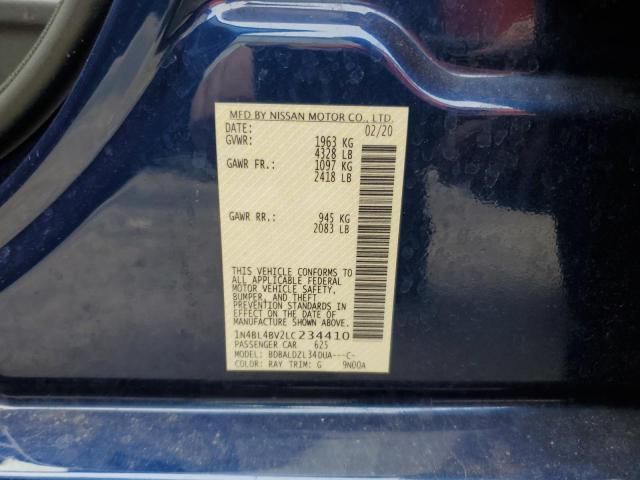 MFD BY NISSAN MOTOR CO., LTD.
DATE: 02/20
GVWR: 1963 KG
4328 LB
GAWR FR.: 1097 KG
2418 LB
GAWR RR.: 945 KG
2083 LB
THIS VEHICLE CONFORMS TO
ALL APPLICABLE FEDERAL
MOTOR VEHICLE SAFETY,
BUMPER, AND THEFT
PREVENTION STANDARDS IN
EFFECT ON THE DATE OF
MANUFACTURE SHOWN ABOVE.
1N4BL4BV2LC234410
PASSENGER CAR 625
MODEL: BDBALDZL34DUA---C-
COLOR: RAY TRIM: G 9N00A